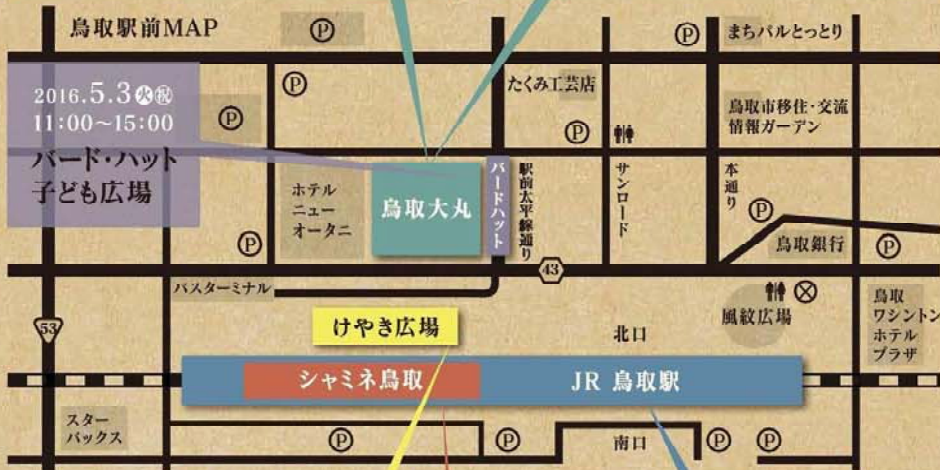 鳥取駅前MAP
P
P
まちパルとっとり
2016.5.3火祝
11:00~15:00
バード・ハット
子ども広場
P
P
たくみ工芸店
P
鳥取市移住・交流
情報ガーデン
ホテル
ニュー
オータニ
鳥取大丸
バードハット
駅前太平線通り
サンロード
本通り
P
P
鳥取銀行
P
43
バスターミナル
53
けやき広場
北口
風紋広場
鳥取
ワシントン
ホテル
プラザ
シャミネ鳥取
JR 鳥取駅
スター
バックス
P
P
南口
P
P